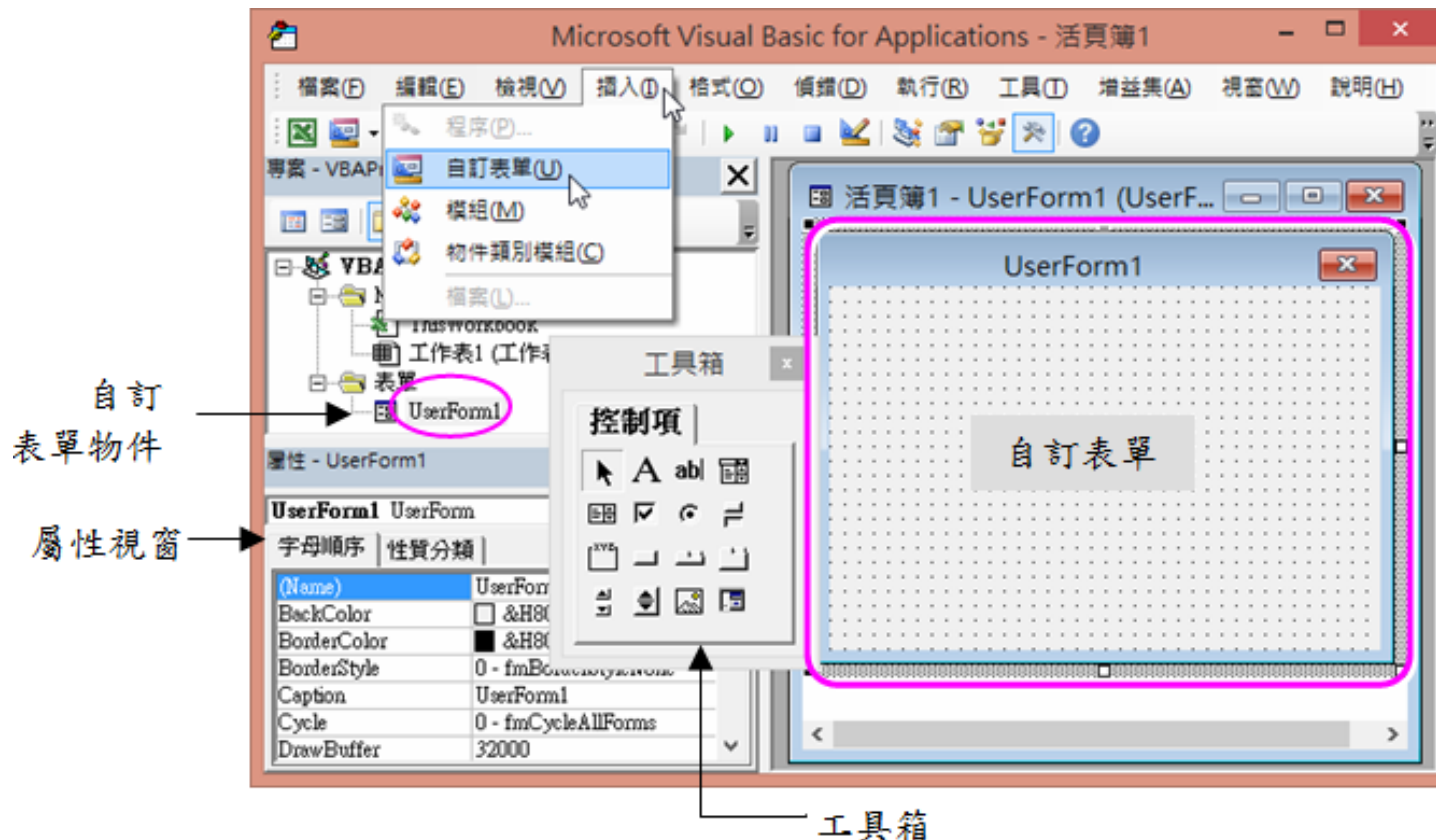 Microsoft Visual Basic for Applications - 活頁簿1
檔案(F) 編輯(E) 檢視(V) 插入(I) 格式(O) 偵錯(D) 執行(R) 工具(T) 增益集(A) 視窗(W) 說明(H)
程序(P)...
自訂表單(U)
模組(M)
物件類別模組(C)
檔案(L)...
專案 - VBAP
VBA
ThisWorkbook
工作表1 (工作
表單
UserForm1
自訂
表單物件
屬性 - UserForm1
屬性視窗
UserForm1 UserForm
字母順序 性質分類
(Name) UserFor
BackColor &H80
BorderColor &H80
BorderStyle 0 - fmBorderStyleNone
Caption UserForm1
Cycle 0 - fmCycleAllForms
DrawBuffer 32000
工具箱
控制項
A ab|
XYZ
活頁簿1 - UserForm1 (UserF...
UserForm1
自訂表單
工具箱